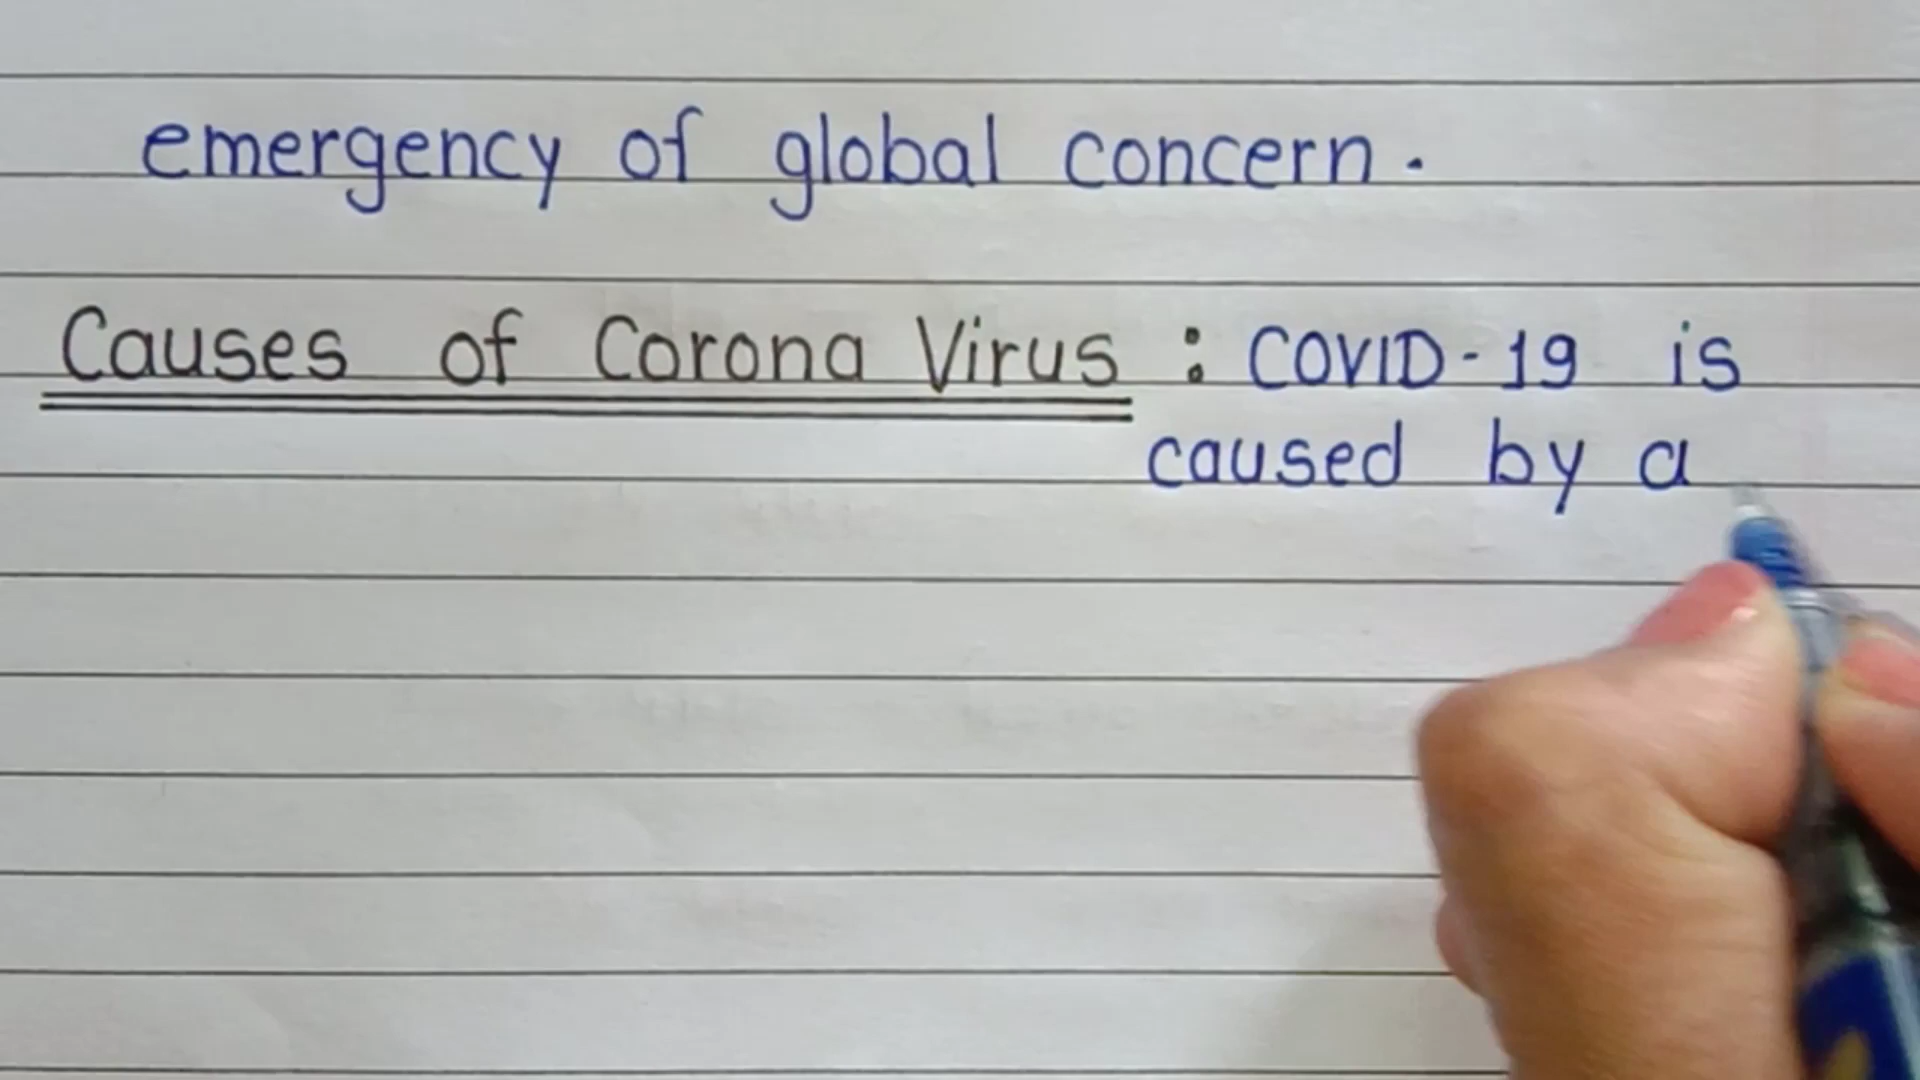 emergency of global concern.
Causes of Corona Virus : COVID-19 is
caused by a